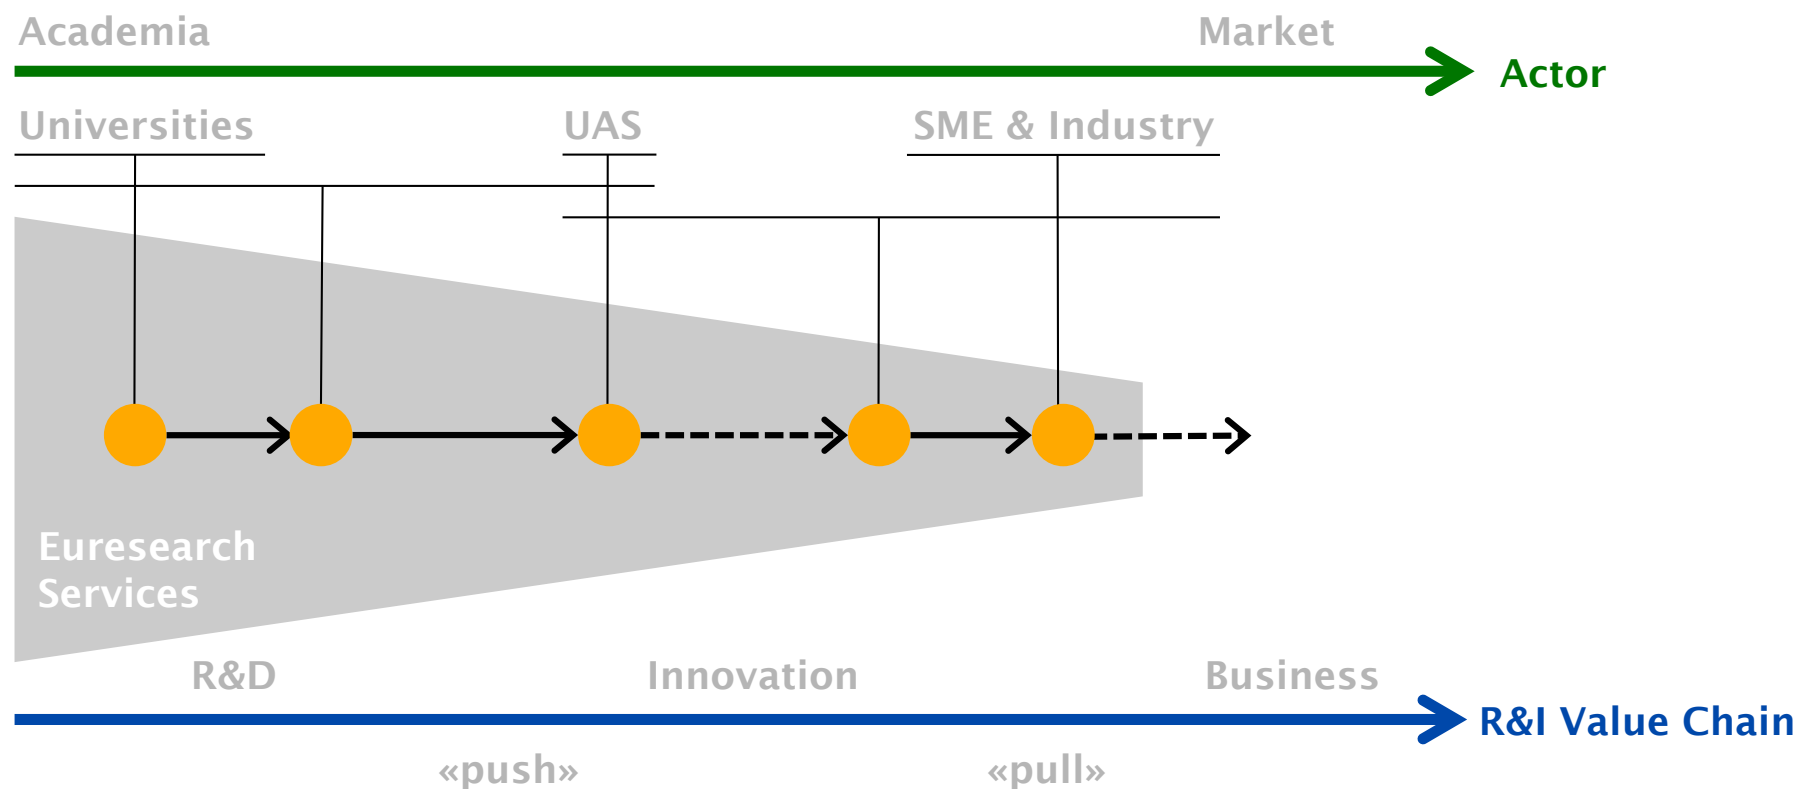 Academia
Market
Actor
Universities
UAS
SME & Industry
Euresearch
Services
R&D
Innovation
Business
R&I Value Chain
«push»
«pull»